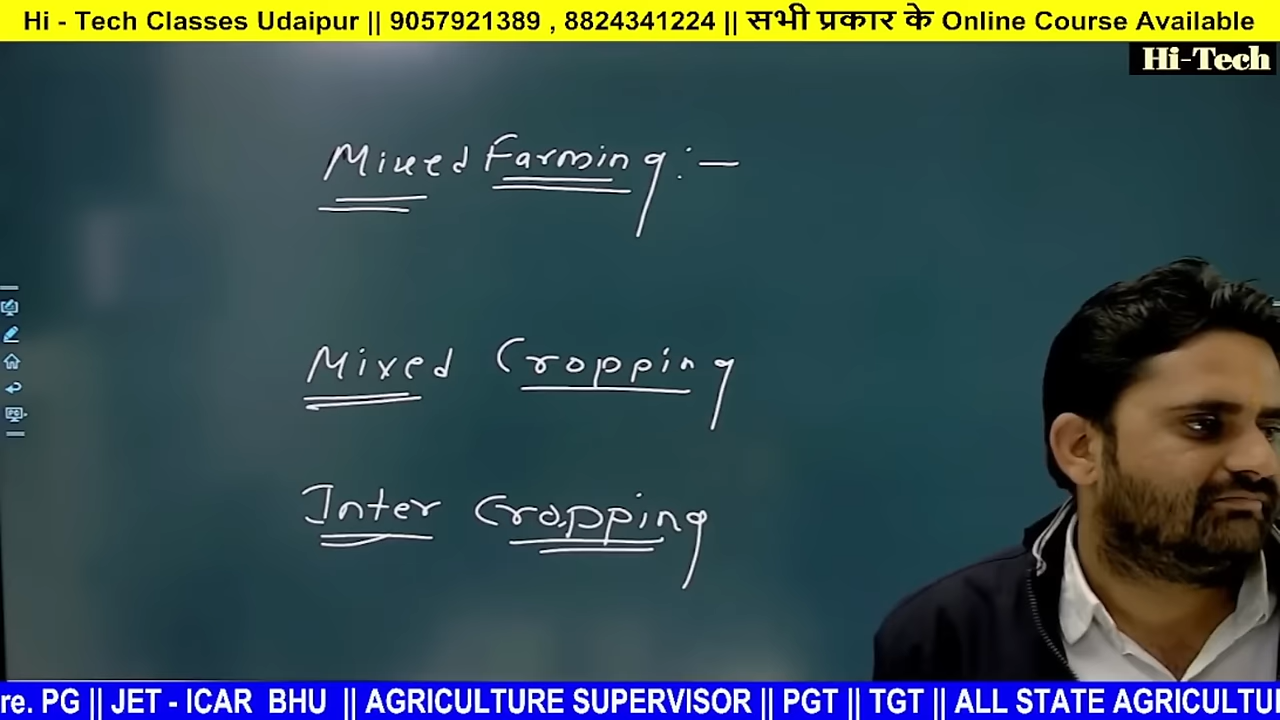 Hi - Tech Classes Udaipur || 9057921389 , 8824341224 || सभी प्रकार के Online Course Available
Hi-Tech
Mixed Farming :-
Mixed Cropping
Inter Cropping
re. PG || JET - ICAR BHU || AGRICULTURE SUPERVISOR || PGT || TGT || ALL STATE AGRICULTU